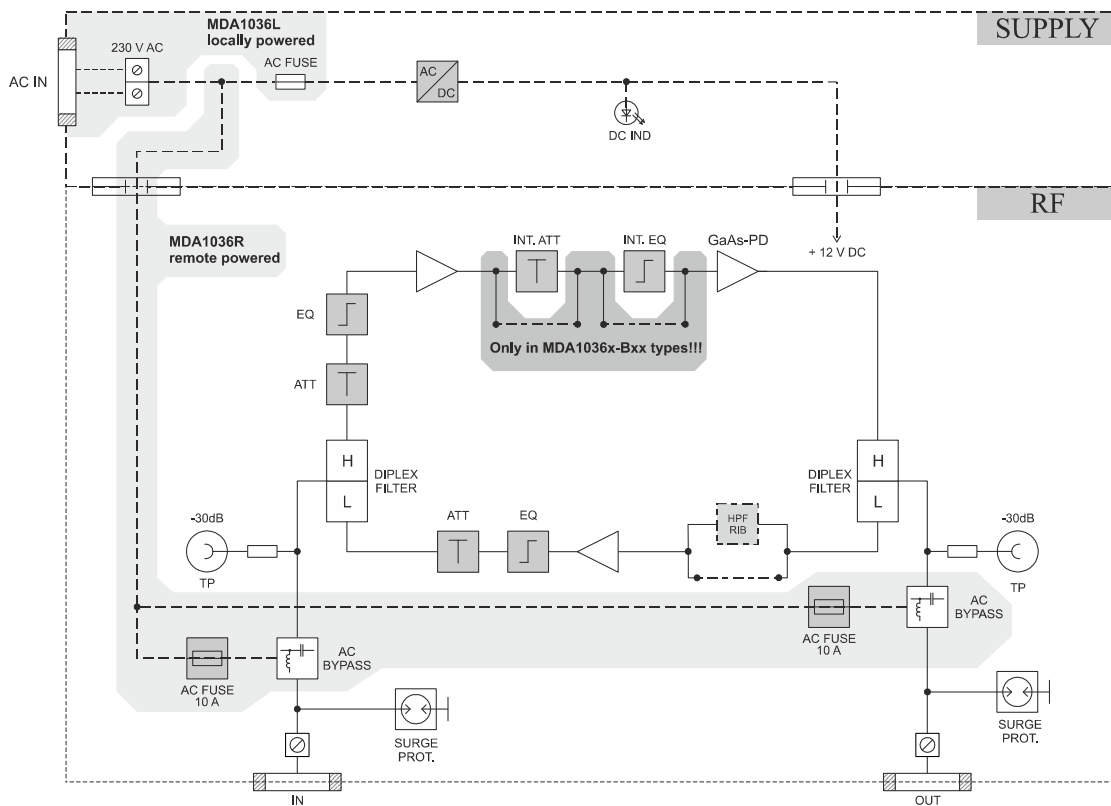 MDA1036L
locally powered
SUPPLY
230 V AC
AC FUSE
AC IN
AC
DC
DC IND
RF
MDA1036R
remote powered
INT. ATT
INT. EQ
GaAs-PD
+ 12 V DC
EQ
Only in MDA1036x-Bxx types!!!
ATT
H
L
DIPLEX
FILTER
DIPLEX
FILTER
H
L
-30dB
TP
ATT
EQ
HPF
RIB
-30dB
TP
AC
BYPASS
AC FUSE
10 A
AC
BYPASS
AC FUSE
10 A
SURGE
PROT.
SURGE
PROT.
IN
OUT